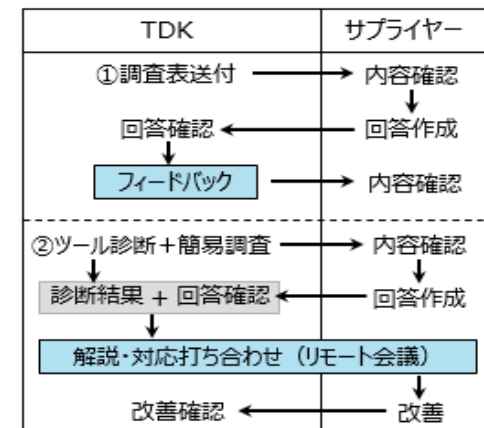 TDK サプライヤー
①調査表送付 内容確認
回答確認 回答作成
フィードバック 内容確認
②ツール診断＋簡易調査 内容確認
診断結果 + 回答確認 回答作成
解説・対応打ち合わせ（リモート会議）
改善確認 改善